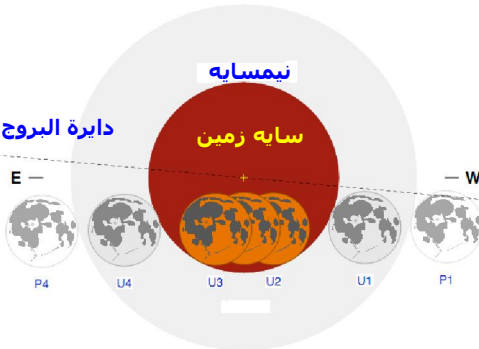 نیمسایه
دایرة البروج
سایه زمین
E
W
P4
U4
U3
U2
U1
P1